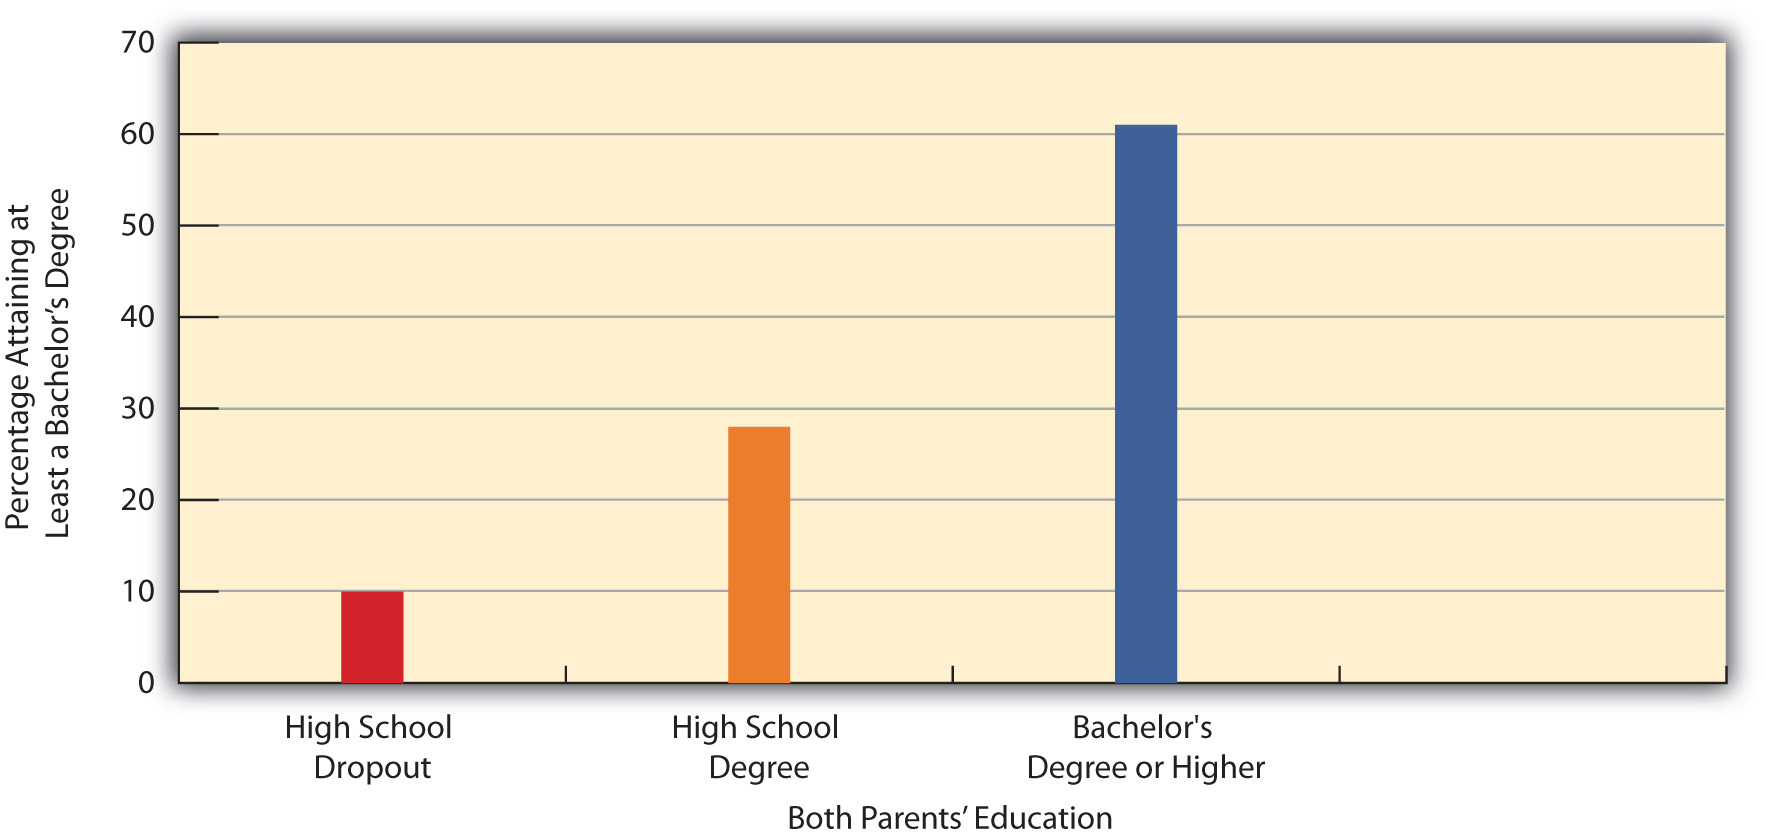 Percentage Attaining at
Least a Bachelor’s Degree
70
60
50
40
30
20
10
0
High School
Dropout
High School
Degree
Bachelor's
Degree or Higher
Both Parents’ Education